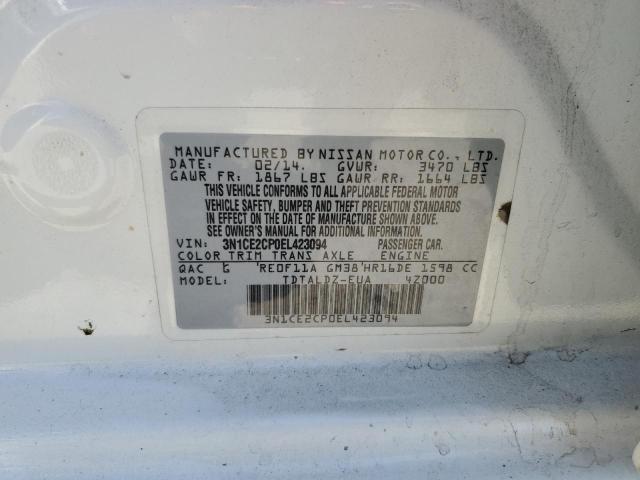 MANUFACTURED BY NISSAN MOTOR CO., LTD.
DATE: 02/14. GVWR: 3470 LBS
GAWR FR: 1867 LBS GAWR RR: 1664 LBS
THIS VEHICLE CONFORMS TO ALL APPLICABLE FEDERAL MOTOR
VEHICLE SAFETY, BUMPER AND THEFT PREVENTION STANDARDS
IN EFFECT ON THE DATE OF MANUFACTURE SHOWN ABOVE.
SEE OWNER'S MANUAL FOR ADDITIONAL INFORMATION.
VIN: 3N1CE2CP0EL423094 PASSENGER CAR.
COLOR TRIM TRANS AXLE ENGINE
QAC G 'RE0F11A GM38'HR16DE 1598 CC
MODEL: TDTALDZ-EUA 4Z000
3N1CE2CP0EL423094